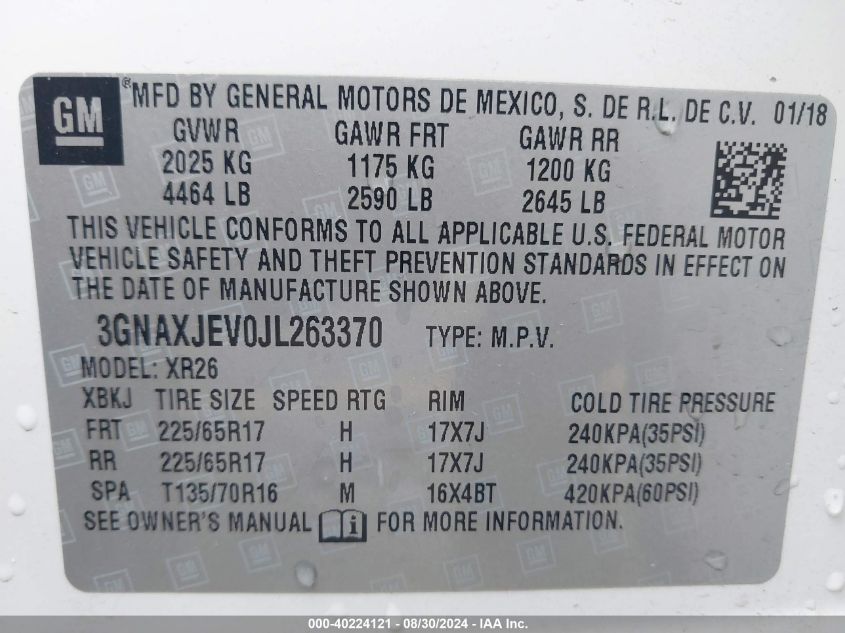 GM
® MFD BY GENERAL MOTORS DE MEXICO, S. DE R.L. DE C.V. 01/18
GVWR GAWR FRT GAWR RR
2025 KG 1175 KG 1200 KG
4464 LB 2590 LB 2645 LB
THIS VEHICLE CONFORMS TO ALL APPLICABLE U.S. FEDERAL MOTOR
VEHICLE SAFETY AND THEFT PREVENTION STANDARDS IN EFFECT ON
THE DATE OF MANUFACTURE SHOWN ABOVE.
3GNAXJEV0JL263370 TYPE: M.P.V.
MODEL: XR26
XBKJ TIRE SIZE SPEED RTG RIM COLD TIRE PRESSURE
FRT 225/65R17 H 17X7J 240KPA(35PSI)
RR 225/65R17 H 17X7J 240KPA(35PSI)
SPA T135/70R16 M 16X4BT 420KPA(60PSI)
SEE OWNER'S MANUAL i FOR MORE INFORMATION.
000-40224121 - 08/30/2024 - IAA Inc.